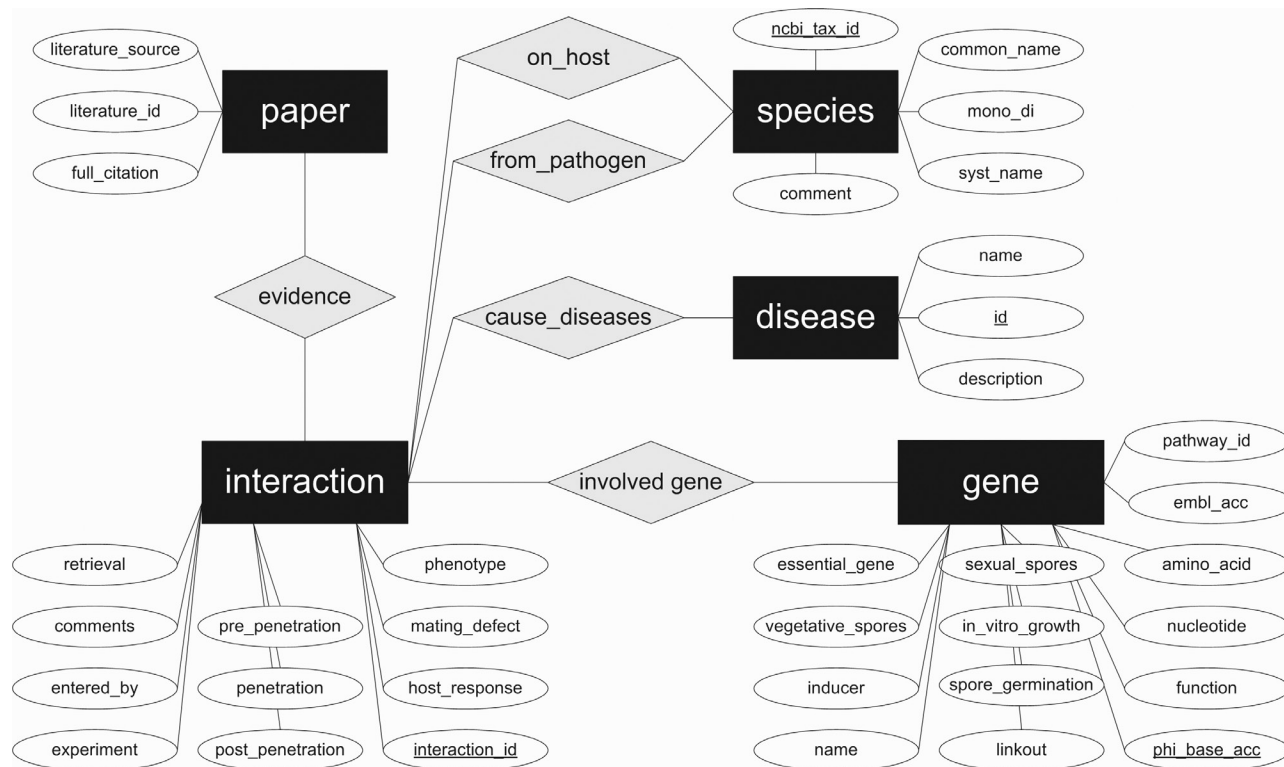 literature_source
literature_id
full_citation
paper
evidence
on_host
from_pathogen
ncbi_tax_id
species
common_name
mono_di
syst_name
comment
cause_diseases
disease
name
id
description
interaction
involved gene
gene
pathway_id
embl_acc
retrieval
phenotype
comments
pre_penetration
mating_defect
entered_by
penetration
host_response
experiment
post_penetration
interaction_id
essential_gene
sexual_spores
amino_acid
vegetative_spores
in_vitro_growth
nucleotide
inducer
spore_germination
function
name
linkout
phi_base_acc